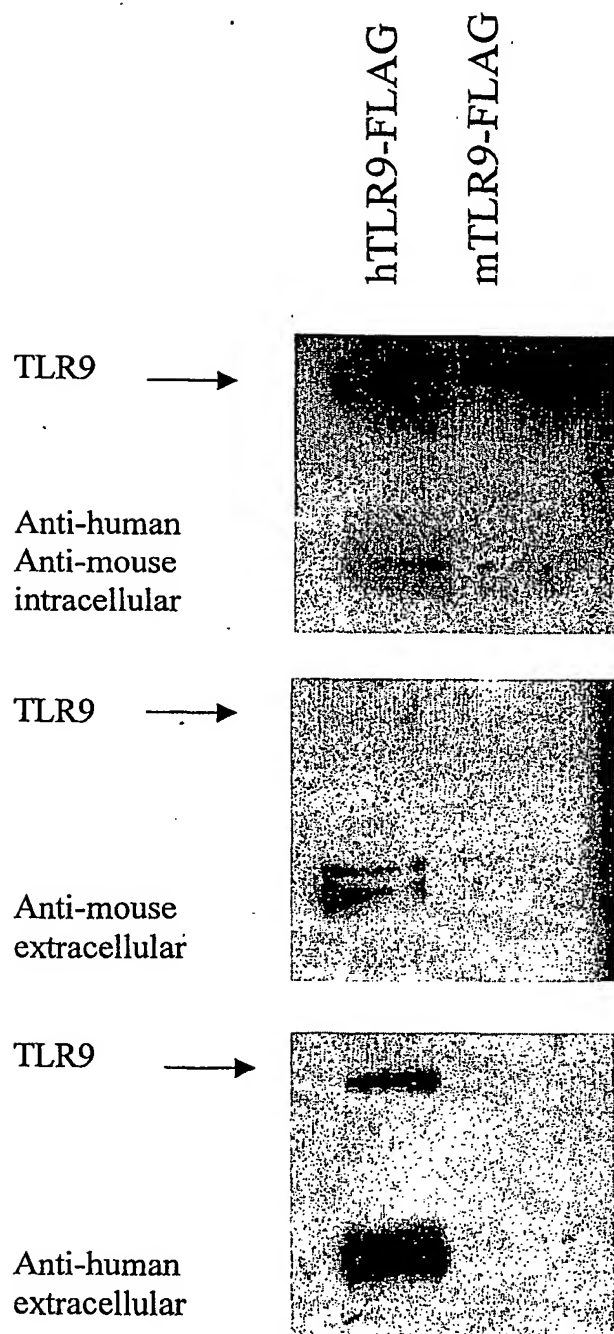 hTLR9-FLAG
mTLR9-FLAG
TLR9
Anti-human
Anti-mouse
intracellular
TLR9
Anti-mouse
extracellular
TLR9
Anti-human
extracellular